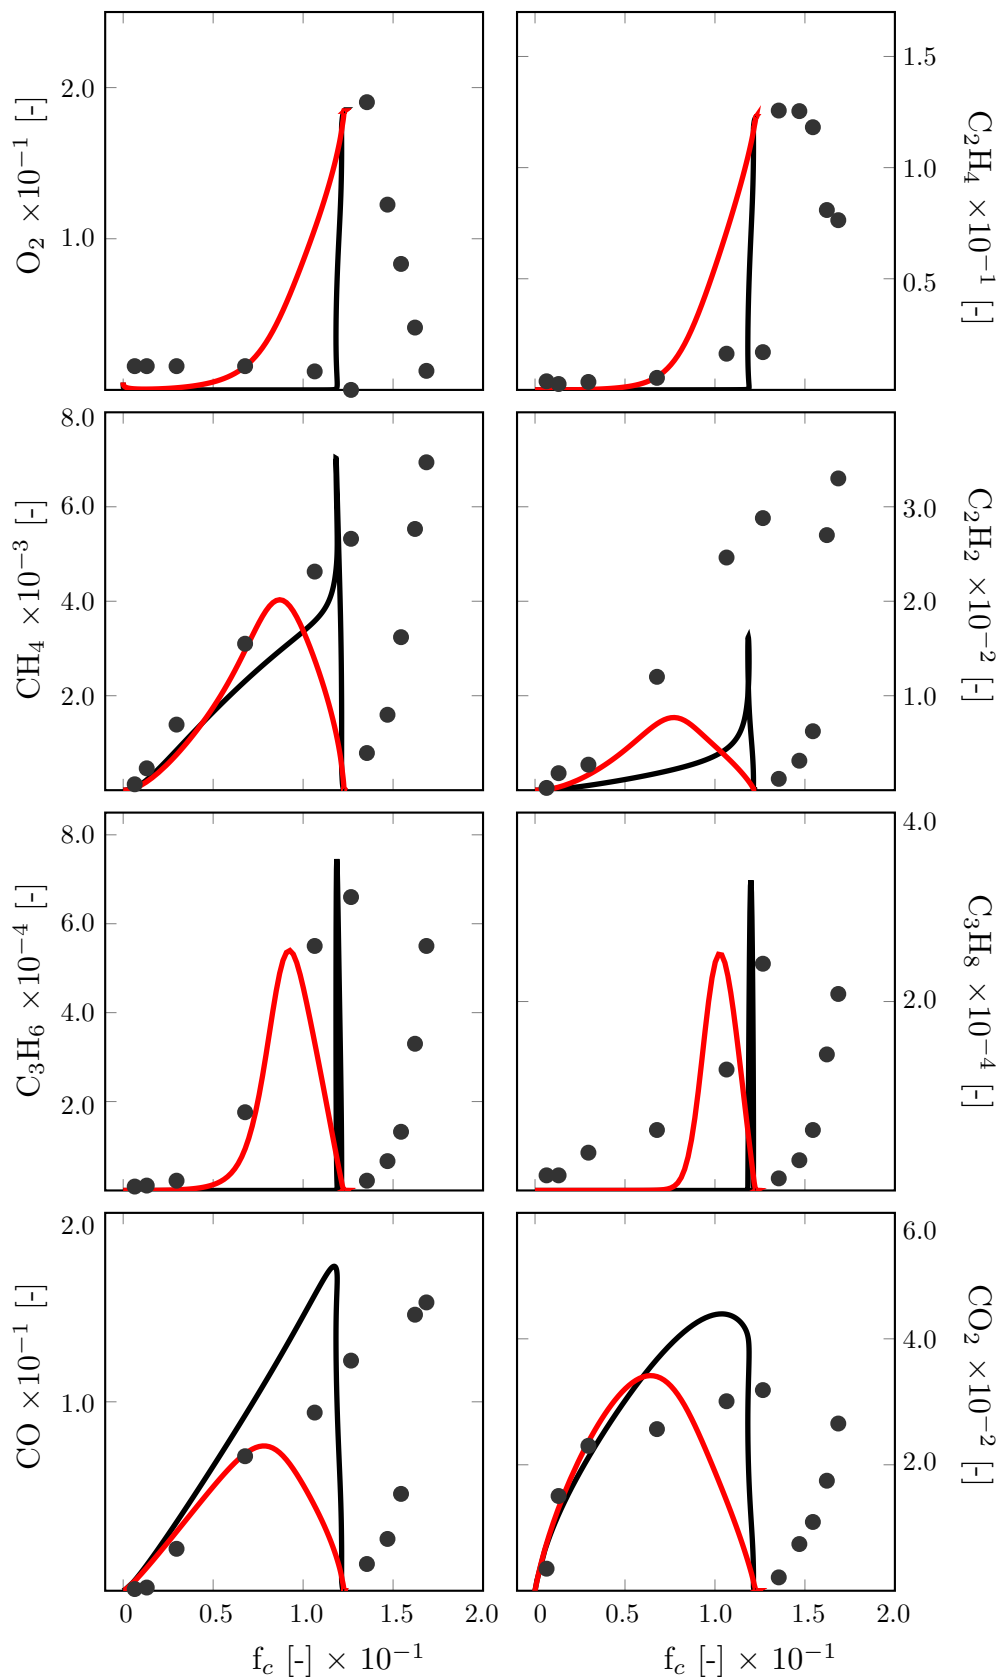 O₂ ×10⁻¹ [-]
2.0
1.0
C₂H₄ ×10⁻¹ [-]
1.5
1.0
0.5
CH₄ ×10⁻³ [-]
8.0
6.0
4.0
2.0
C₂H₂ ×10⁻² [-]
3.0
2.0
1.0
C₃H₆ ×10⁻⁴ [-]
8.0
6.0
4.0
2.0
C₃H₈ ×10⁻⁴ [-]
4.0
2.0
CO ×10⁻¹ [-]
2.0
1.0
CO₂ ×10⁻² [-]
6.0
4.0
2.0
0 0.5 1.0 1.5 2.0
0 0.5 1.0 1.5 2.0
f_c [-] × 10⁻¹
f_c [-] × 10⁻¹